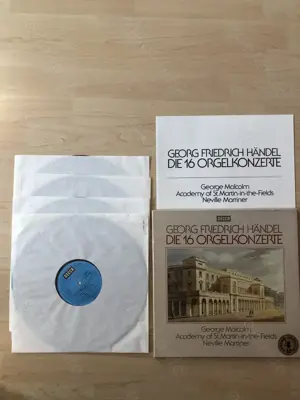 GEORG FRIEDRICH HÄNDEL
DIE 16 ORGELKONZERTE
George Malcolm
Academy of St. Martin-in-the-Fields
Neville Marriner
DECCA
GEORG FRIEDRICH HÄNDEL
DIE 16 ORGELKONZERTE
George Malcolm
Academy of St. Martin-in-the-Fields
Neville Marriner
DECCA